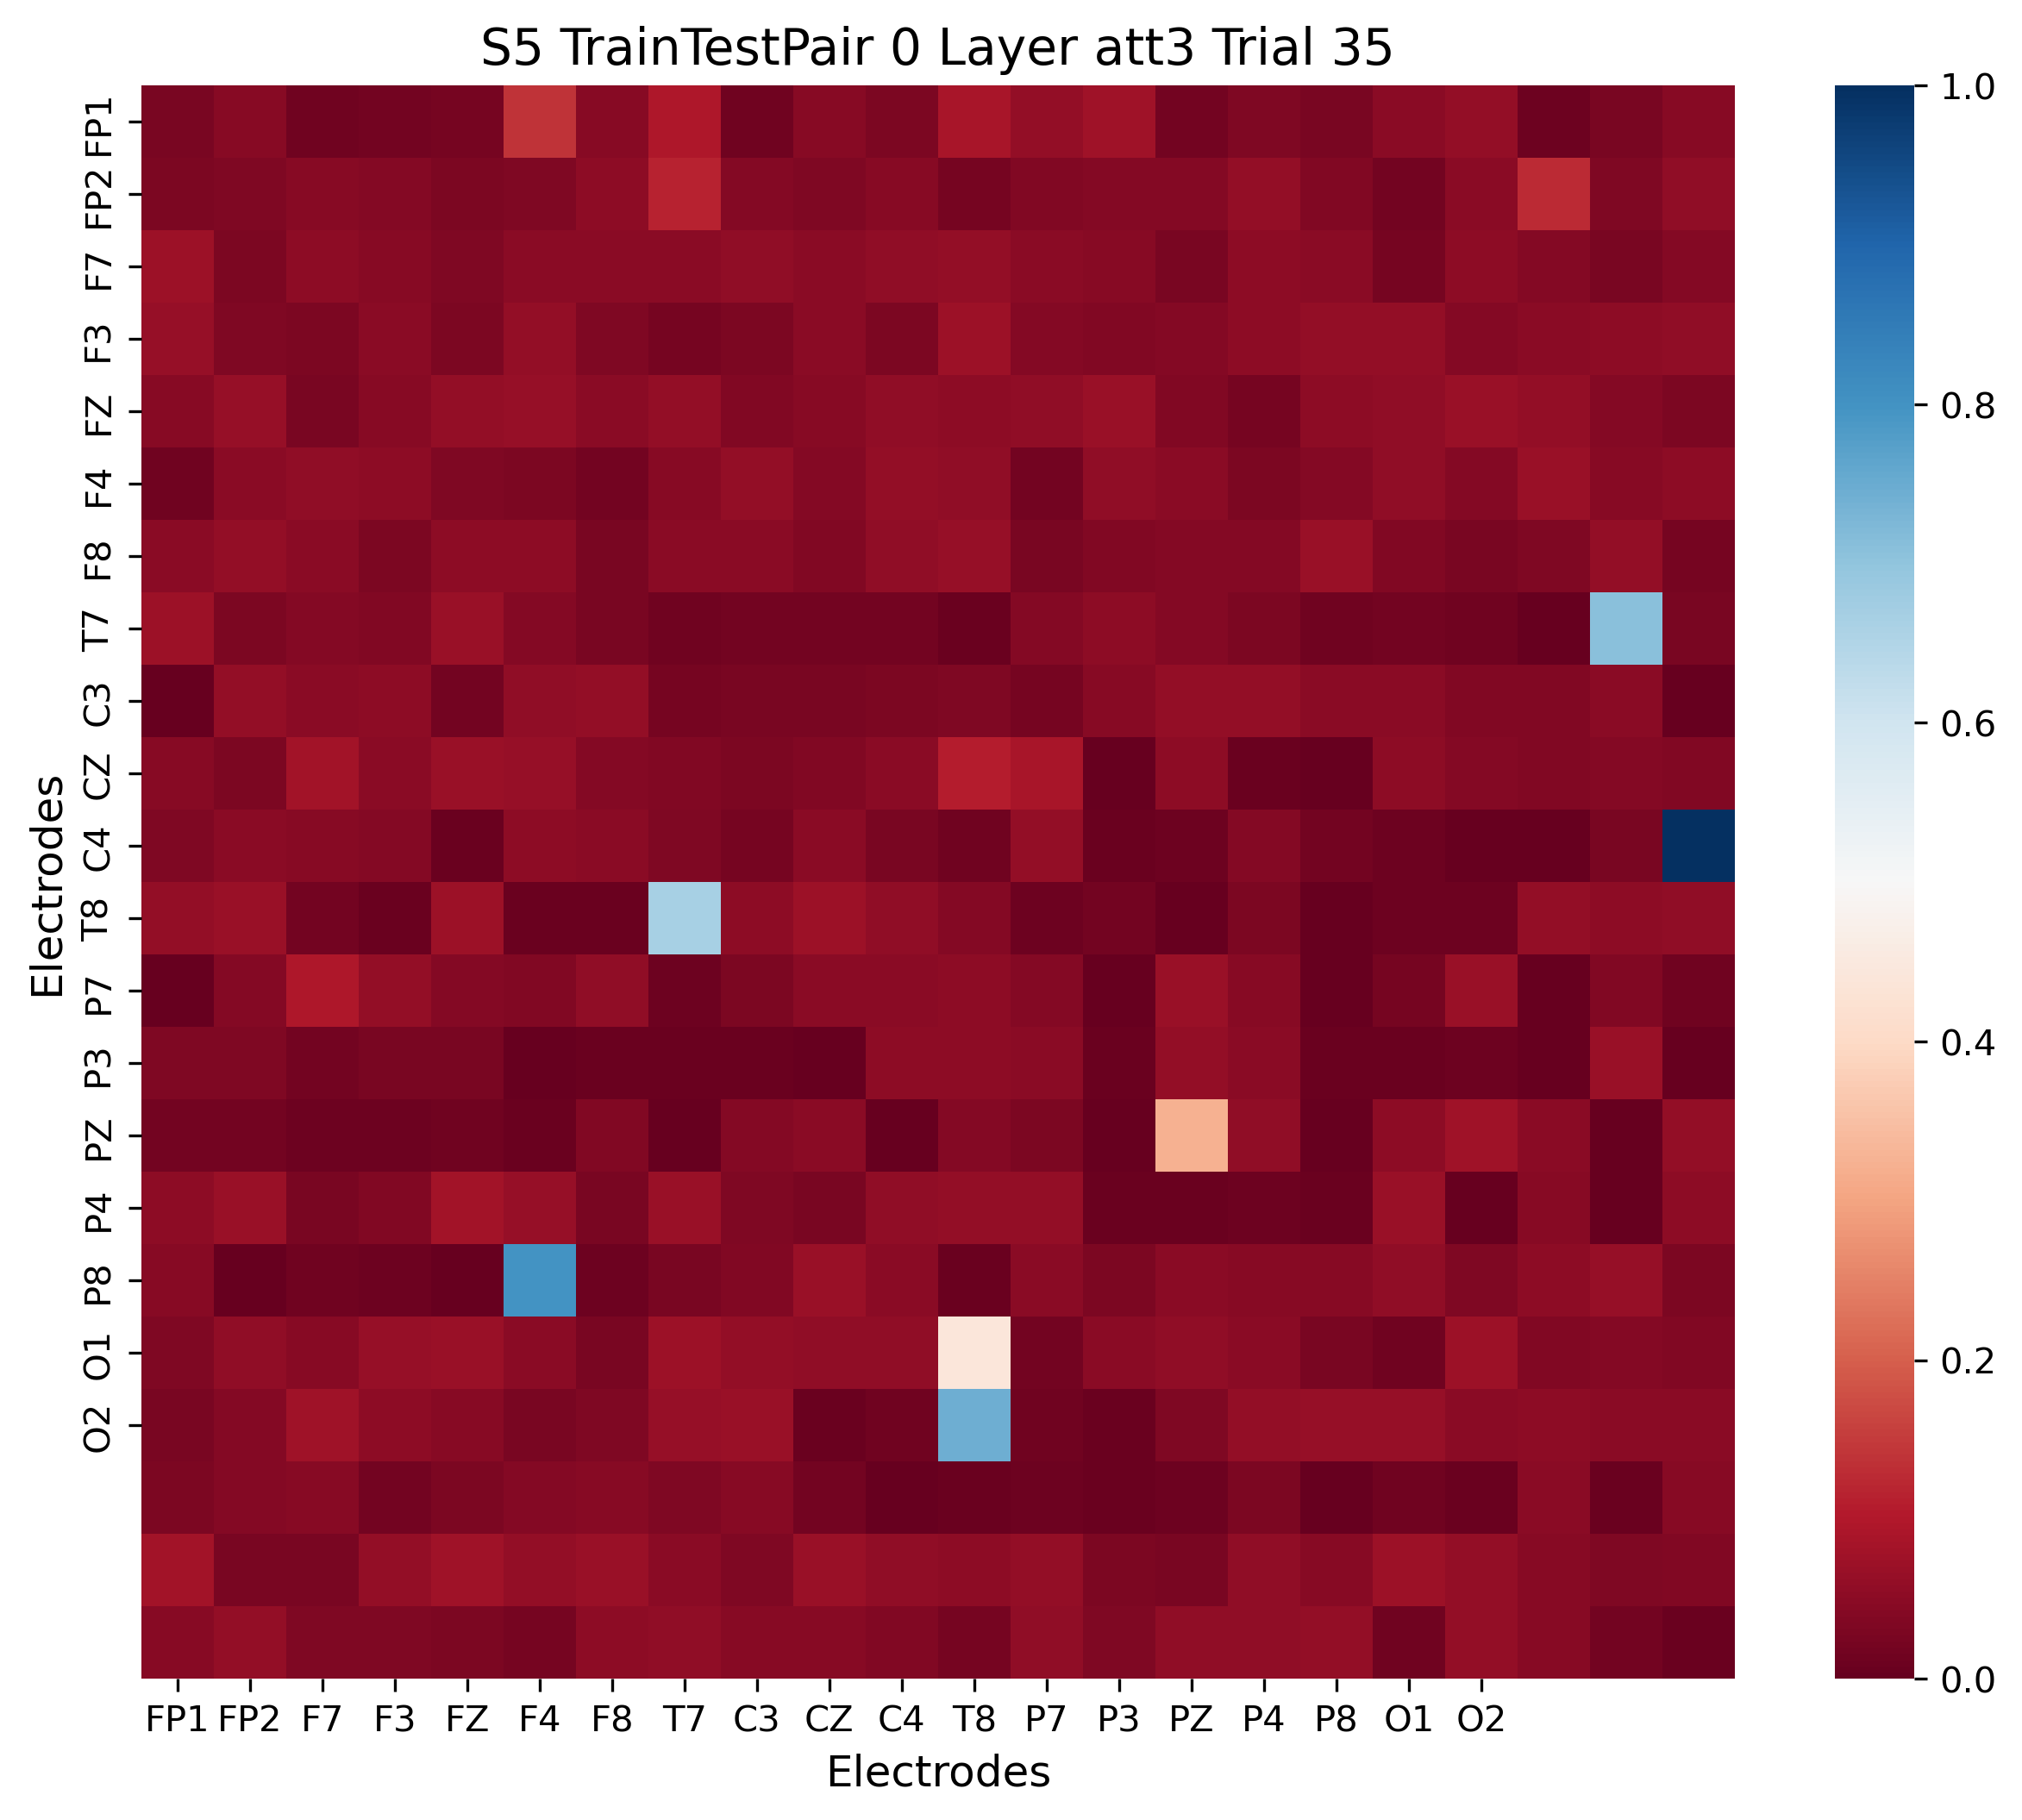 S5 TrainTestPair 0 Layer att3 Trial 35
Electrodes
FP1
FP2
F7
F3
FZ
F4
F8
T7
C3
CZ
C4
T8
P7
P3
PZ
P4
P8
O1
O2
FP1 FP2 F7 F3 FZ F4 F8 T7 C3 CZ C4 T8 P7 P3 PZ P4 P8 O1 O2
Electrodes
1.0
0.8
0.6
0.4
0.2
0.0